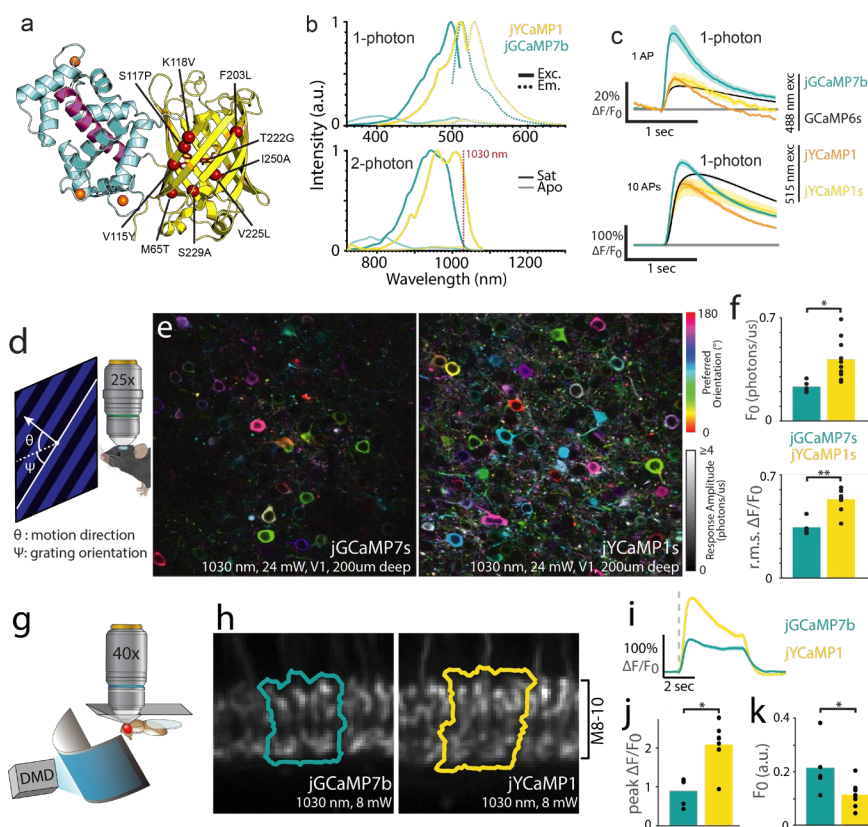 a
K118V
S117P
F203L
T222G
I250A
V115Y
V225L
M65T
S229A
b
jYCaMP1
jGCaMP7b
1-photon
Exc.
Em.
400
500
600
2-photon
1030 nm
Sat
Apo
800
1000
1200
Intensity (a.u.)
Wavelength (nm)
c
1-photon
1 AP
20%
ΔF/F0
1 sec
jGCaMP7b
GCaMP6s
488 nm exc
1-photon
10 APs
100%
ΔF/F0
1 sec
jYCaMP1
jYCaMP1s
515 nm exc
d
25x
θ
Ψ
θ : motion direction
Ψ: grating orientation
e
jGCaMP7s
1030 nm, 24 mW, V1, 200um deep
jYCaMP1s
1030 nm, 24 mW, V1, 200um deep
180
Preferred
Orientation (°)
0
≥4
Response Amplitude
(photons/us)
0
f
0.7
*
F0 (photons/us)
0
jGCaMP7s
jYCaMP1s
0.7
**
r.m.s. ΔF/F0
0
g
40x
DMD
h
jGCaMP7b
1030 nm, 8 mW
jYCaMP1
1030 nm, 8 mW
M8-10
i
100%
ΔF/F0
2 sec
jGCaMP7b
jYCaMP1
j
*
peak ΔF/F0
2
1
0
k
*
F0 (a.u.)
0.4
0.2
0